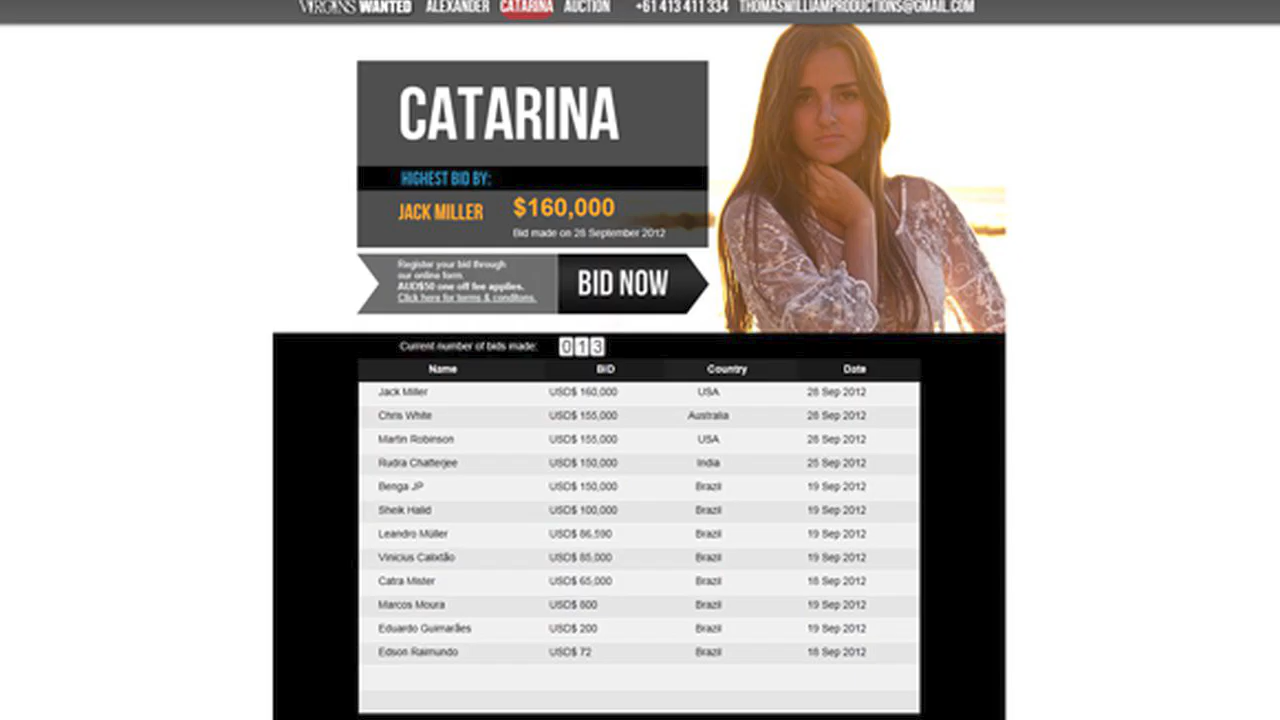 VIRGINS WANTED ALEXANDER CATARINA AUCTION +61 413 411 334 THOMASWILLIAMPRODUCTIONS@GMAIL.COM
CATARINA
HIGHEST BID BY:
JACK MILLER $160,000
Bid made on 28 September 2012
Register your bid through
our online form.
AUD$50 one off fee applies.
Click here for terms & conditons.
BID NOW
Current number of bids made: 013
Name BID Country Date
Jack Miller USD$ 160,000 USA 28 Sep 2012
Chris White USD$ 155,000 Australia 28 Sep 2012
Martin Robinson USD$ 155,000 USA 28 Sep 2012
Rudra Chatterjee USD$ 150,000 India 25 Sep 2012
Benga JP USD$ 150,000 Brazil 19 Sep 2012
Sheik Halid USD$ 100,000 Brazil 19 Sep 2012
Leandro Müller USD$ 86,590 Brazil 19 Sep 2012
Vinicius Calixtão USD$ 85,000 Brazil 19 Sep 2012
Catra Mister USD$ 65,000 Brazil 18 Sep 2012
Marcos Moura USD$ 800 Brazil 19 Sep 2012
Eduardo Guimarães USD$ 200 Brazil 19 Sep 2012
Edson Raimundo USD$ 72 Brazil 18 Sep 2012